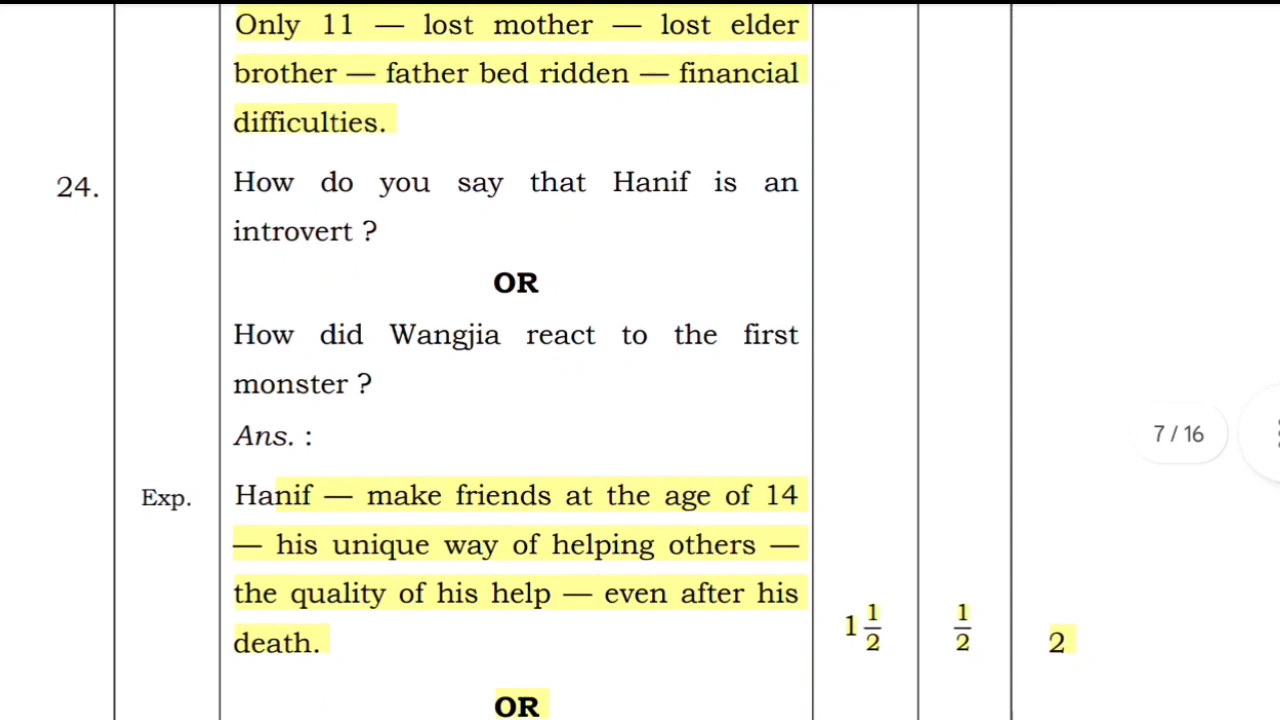 Only 11 — lost mother — lost elder
brother — father bed ridden — financial
difficulties.
24.
How do you say that Hanif is an
introvert ?
OR
How did Wangjia react to the first
monster ?
Ans. :
7 / 16
Exp.
Hanif — make friends at the age of 14
— his unique way of helping others —
the quality of his help — even after his
death.
1 1/2
1/2
2
OR